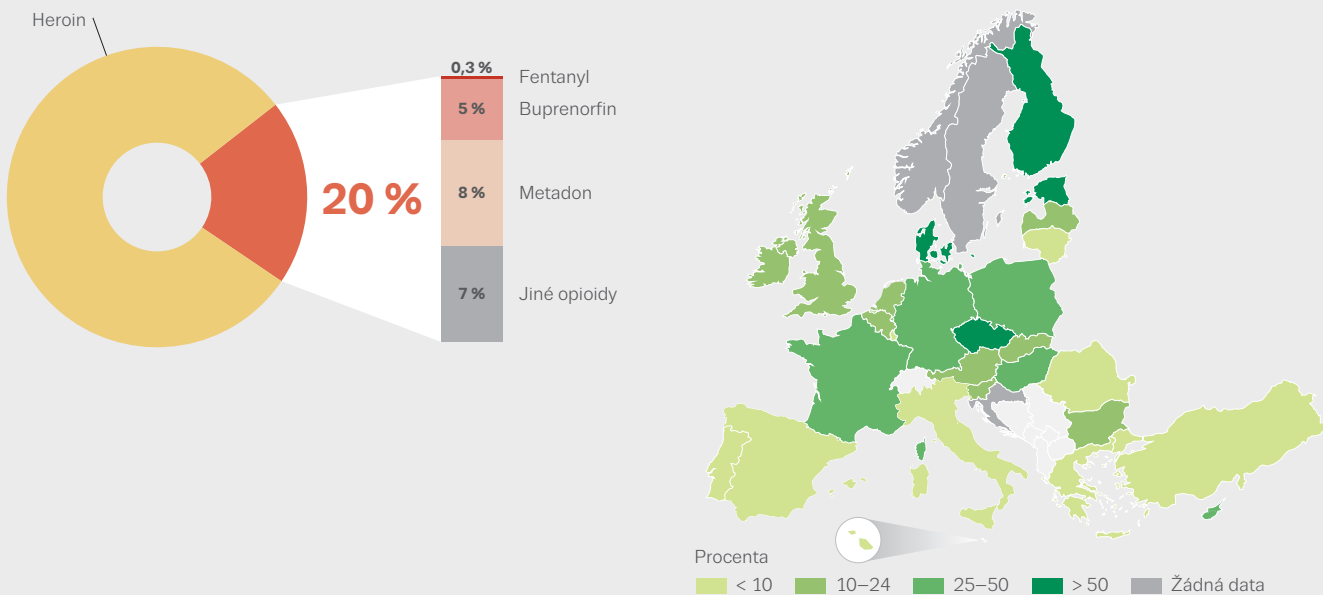 Heroin
20 %
0,3 %
Fentanyl
5 %
Buprenorfin
8 %
Metadon
7 %
Jiné opioidy
Procenta
< 10
10–24
25–50
> 50
Žádná data